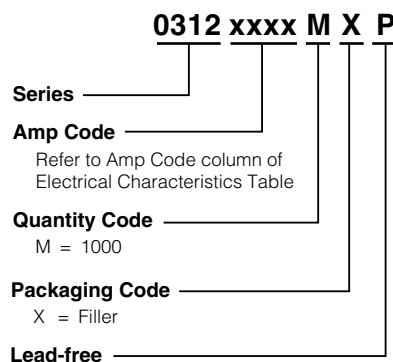 0312 xxxx M X P
Series
Amp Code
Refer to Amp Code column of
Electrical Characteristics Table
Quantity Code
M = 1000
Packaging Code
X = Filler
Lead-free